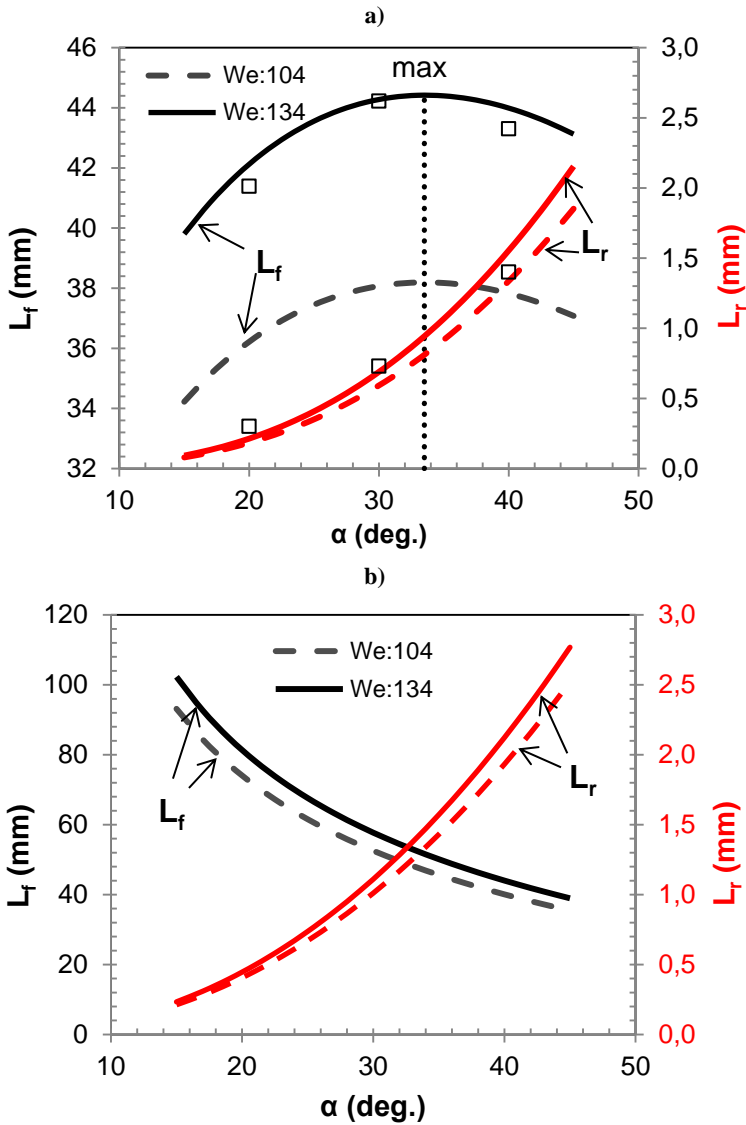 a)
46
44
42
40
38
36
34
32
L_f (mm)
We:104
We:134
max
L_f
L_r
3,0
2,5
2,0
1,5
1,0
0,5
0,0
L_r (mm)
10 20 30 40 50
α (deg.)
b)
120
100
80
60
40
20
0
L_f (mm)
We:104
We:134
L_f
L_r
3,0
2,5
2,0
1,5
1,0
0,5
0,0
L_r (mm)
10 20 30 40 50
α (deg.)